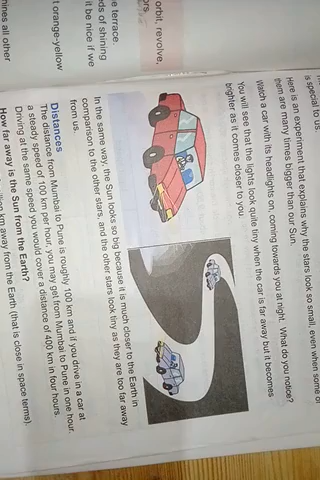 is special to us.
Here is an experiment that explains why the stars look so small, even when some of
them are many times bigger than our Sun.
Watch a car with its headlights on, coming towards you at night. What do you notice?
You will see that the lights look quite tiny when the car is far away but it becomes
brighter as it comes closer to you.
In the same way, the Sun looks so big because it is much closer to the Earth in
comparison to the other stars, and the other stars look tiny as they are too far away
from us.
Distances
The distance from Mumbai to Pune is roughly 100 km and if you drive in a car at
a steady speed of 100 km per hour, you may get from Mumbai to Pune in one hour.
Driving at the same speed you would cover a distance of 400 km in four hours.
How far away is the Sun from the Earth?
km away from the Earth (that is close in space terms).
orbit, revolve,
ors.
the terrace.
ds of shining
it be nice if we
t orange-yellow
nines all other